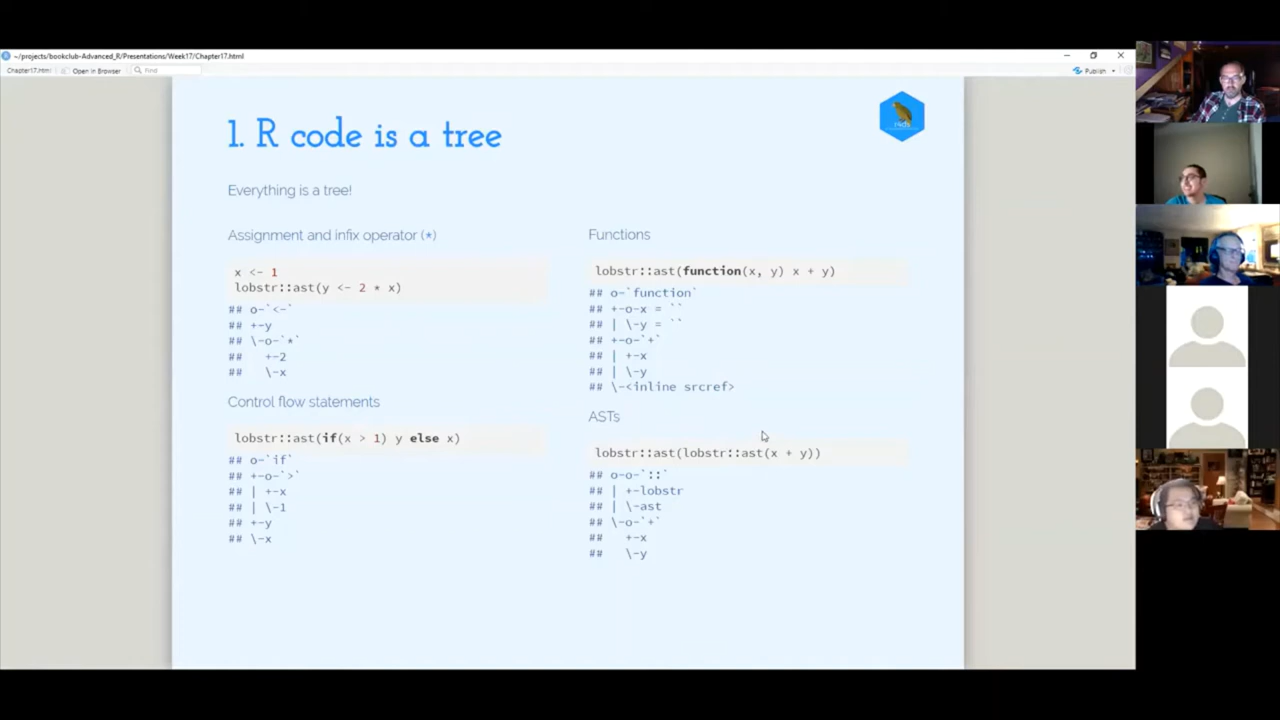 ~/projects/bookclub-Advanced_R/Presentations/Week17/Chapter17.html
Chapter17.html
Open in Browser
Find
Publish
1. R code is a tree
r4ds
Everything is a tree!
Assignment and infix operator (*)
x <- 1
lobstr::ast(y <- 2 * x)
## o-`<-`
## +-y
## \-o-`*`
##   +-2
##   \-x
Control flow statements
lobstr::ast(if(x > 1) y else x)
## o-`if`
## +-o-`>`
## | +-x
## | \-1
## +-y
## \-x
Functions
lobstr::ast(function(x, y) x + y)
## o-`function`
## +-o-x = ``
## | \-y = ``
## +-o-`+`
## | +-x
## | \-y
## \-<inline srcref>
ASTs
lobstr::ast(lobstr::ast(x + y))
## o-o-`::`
## | +-lobstr
## | \-ast
## \-o-`+`
##   +-x
##   \-y